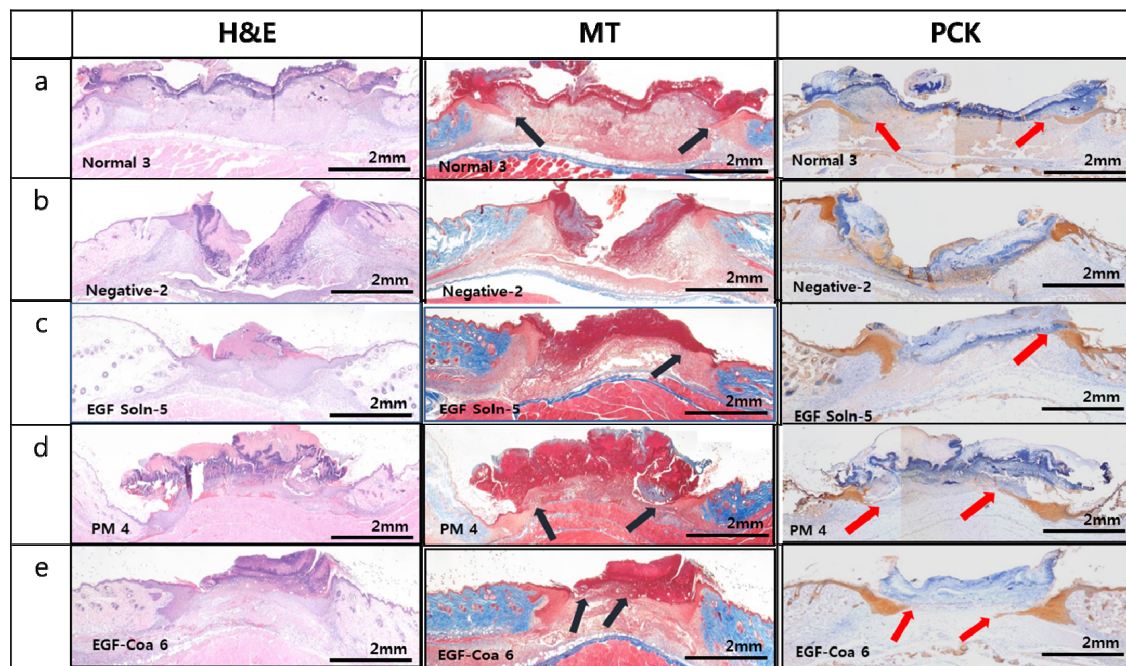 H&E MT PCK
a
Normal 3 2mm Normal 3 2mm Normal 3 2mm
b
Negative-2 2mm Negative-2 2mm Negative-2 2mm
c
EGF Soln-5 2mm EGF Soln-5 2mm EGF Soln-5 2mm
d
PM 4 2mm PM 4 2mm PM 4 2mm
e
EGF-Coa 6 2mm EGF-Coa 6 2mm EGF-Coa 6 2mm